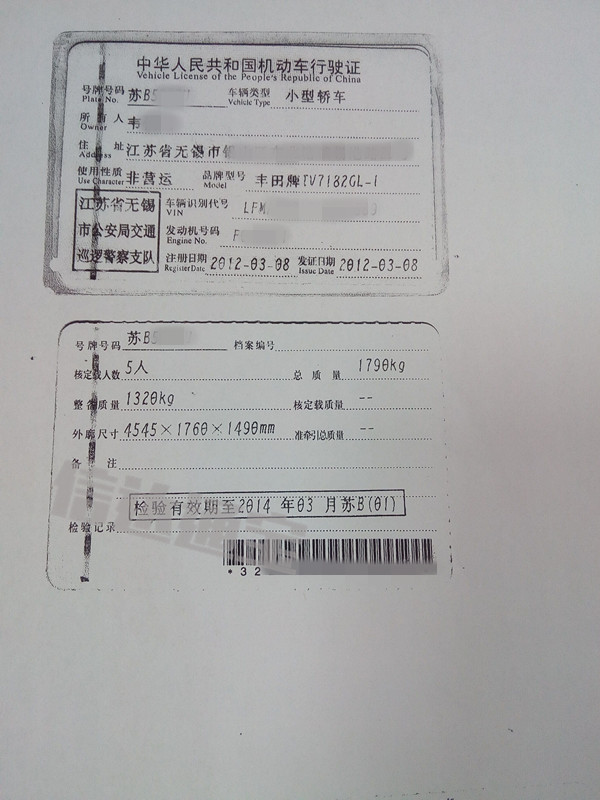 中华人民共和国机动车行驶证
Vehicle License of the People's Republic of China
号牌号码 苏B5 车辆类型 小型轿车
Plate No. Vehicle Type
所有人 韦
Owner
住址 江苏省无锡市
Address
使用性质 非营运 品牌型号 丰田牌TV7182GL-I
Use Character Model
江苏省无锡 车辆识别代号 LFM
VIN
市公安局交通 发动机号码 F
Engine No.
巡逻警察支队 注册日期 2012-03-08 发证日期 2012-03-08
Register Date Issue Date
号牌号码 苏B5 档案编号
核定载人数 5人 总质量 1790kg
整备质量 1320kg 核定载质量 --
外廓尺寸 4545×1760×1490mm 准牵引总质量 --
备注
检验有效期至2014年03月苏B(01)
检验记录
*32